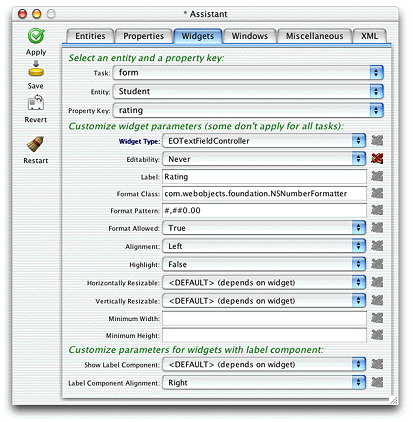 * Assistant
Entities Properties Widgets Windows Miscellaneous XML
Apply
Save
Revert
Restart
Select an entity and a property key:
Task: form
Entity: Student
Property Key: rating
Customize widget parameters (some don't apply for all tasks):
Widget Type: EOTextFieldController
Editability: Never
Label: Rating
Format Class: com.webobjects.foundation.NSNumberFormatter
Format Pattern: #,##0.00
Format Allowed: True
Alignment: Left
Highlight: False
Horizontally Resizable: <DEFAULT> (depends on widget)
Vertically Resizable: <DEFAULT> (depends on widget)
Minimum Width:
Minimum Height:
Customize parameters for widgets with label component:
Show Label Component: <DEFAULT> (depends on widget)
Label Component Alignment: Right